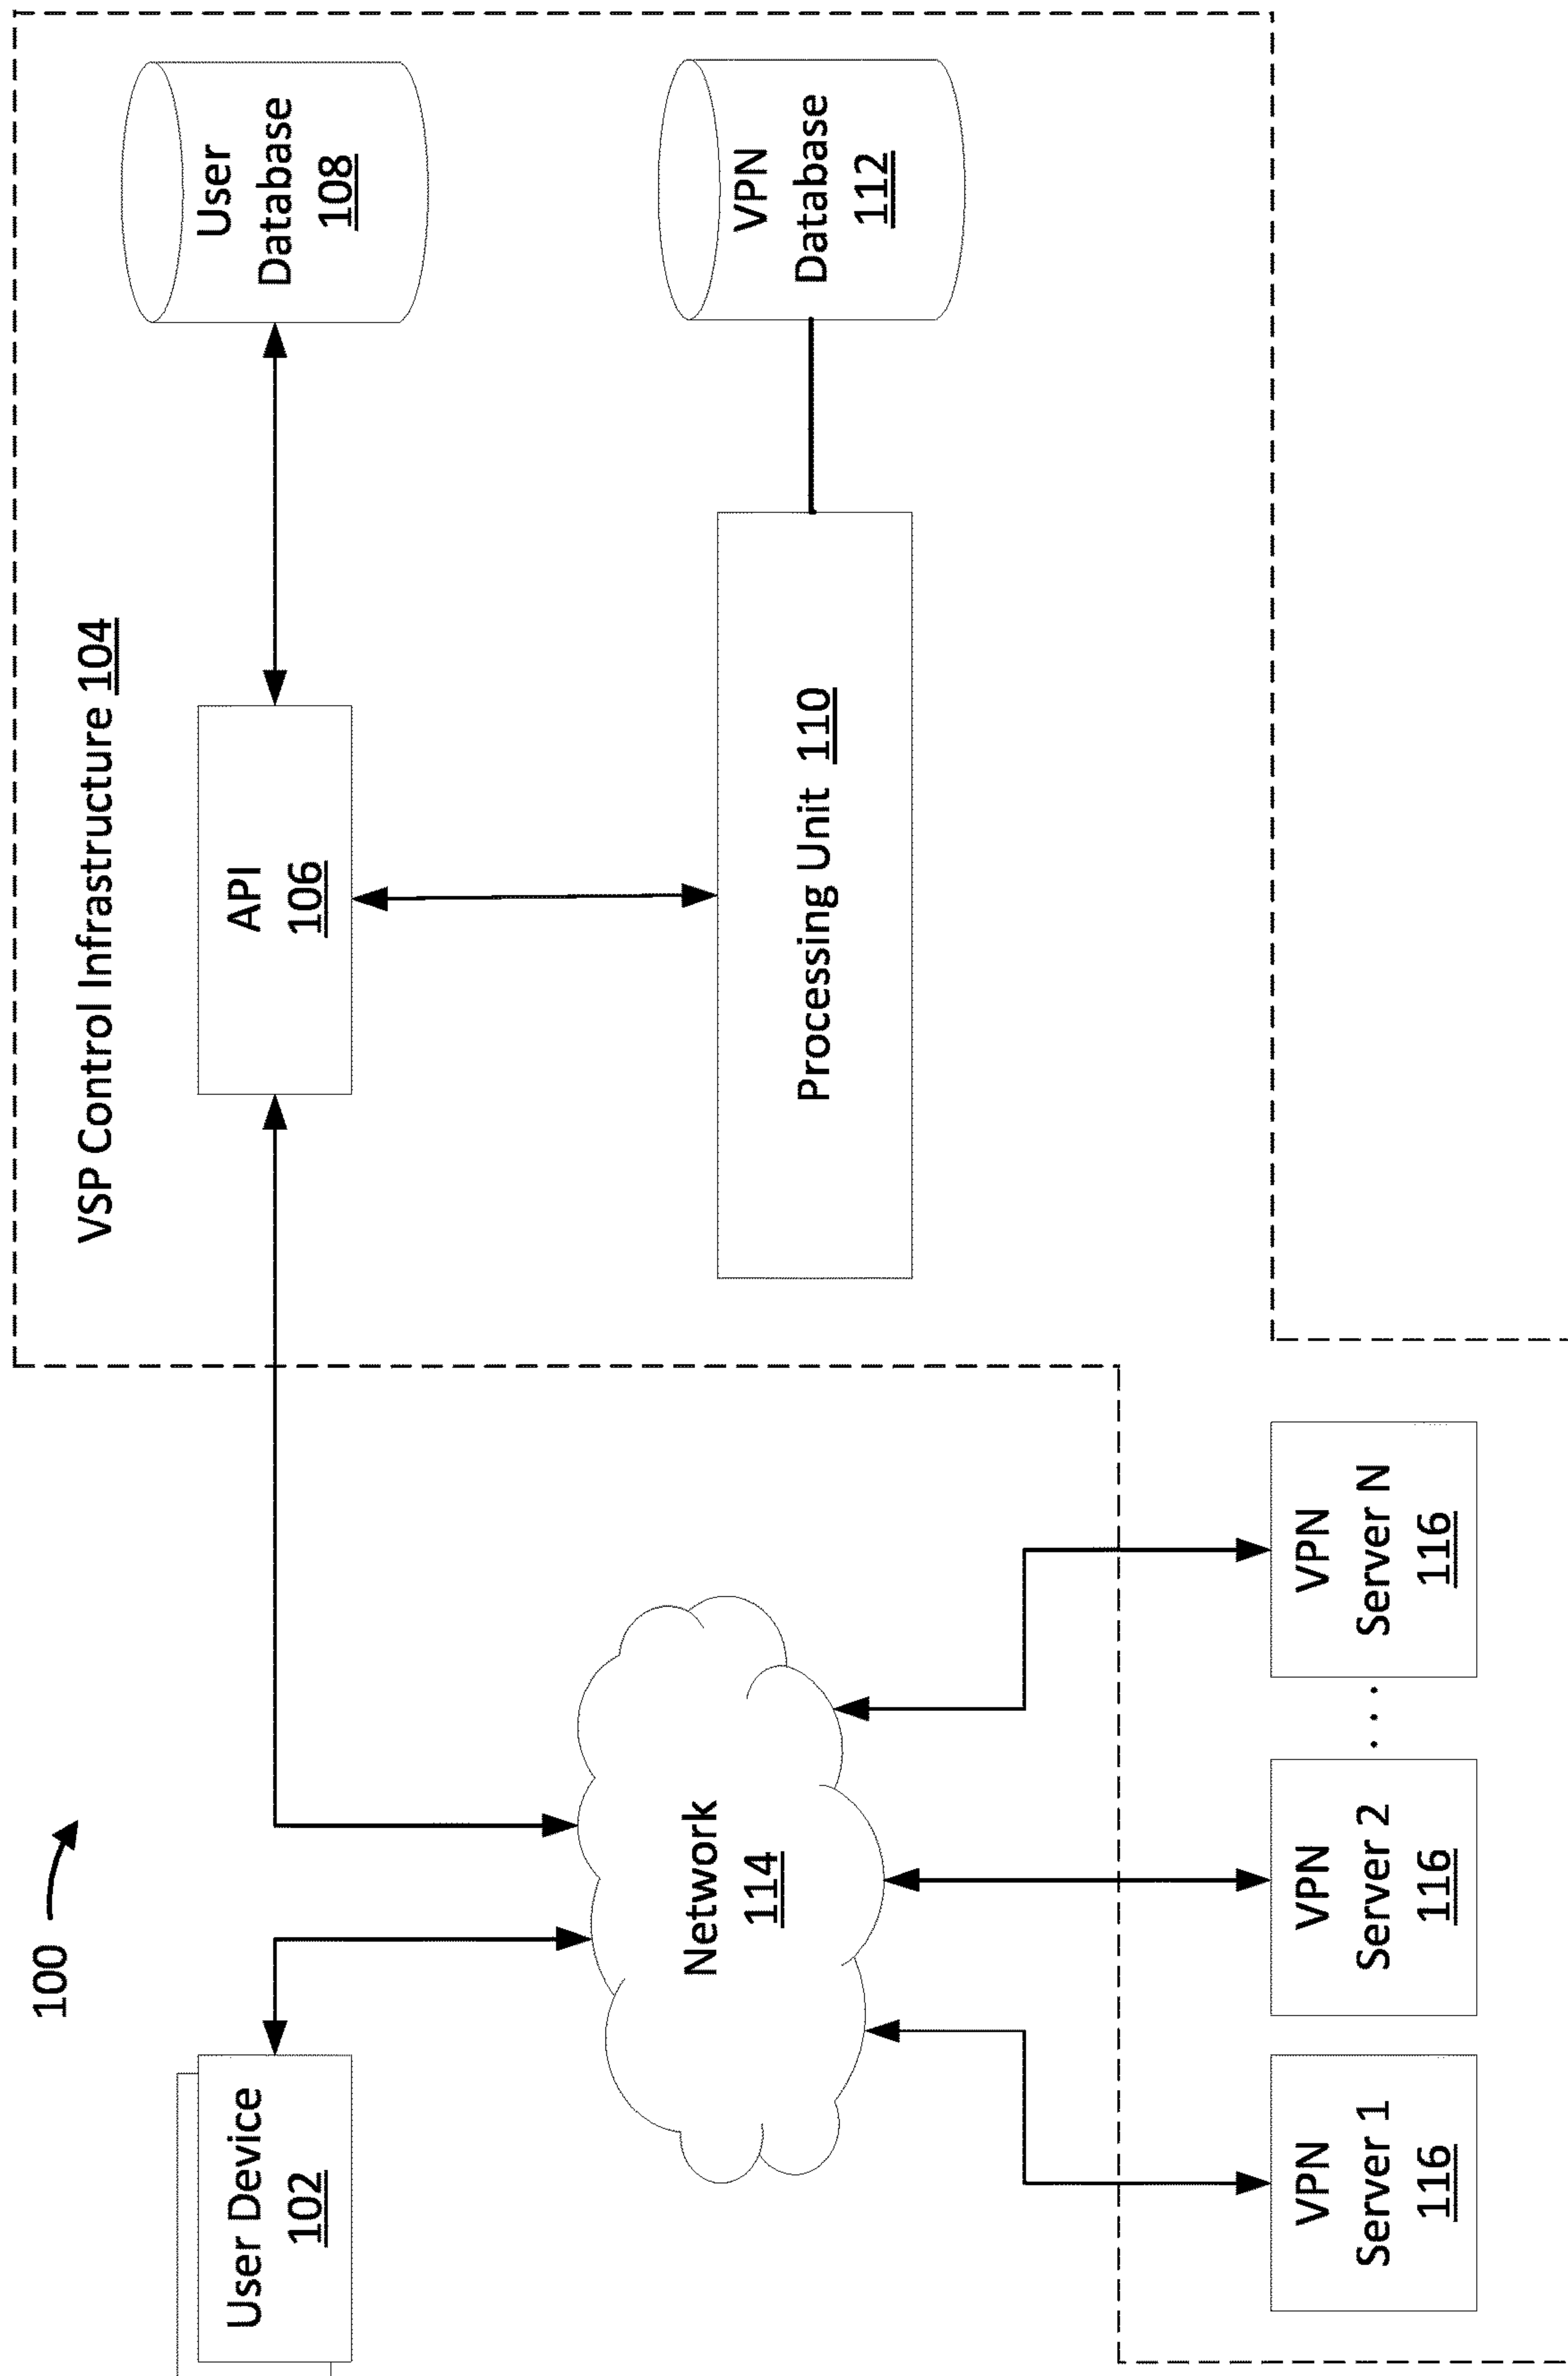 100
User Device
102
VSP Control Infrastructure 104
API
106
User
Database
108
Network
114
Processing Unit 110
VPN
Database
112
VPN
Server 1
116
VPN
Server 2
116
. . .
VPN
Server N
116